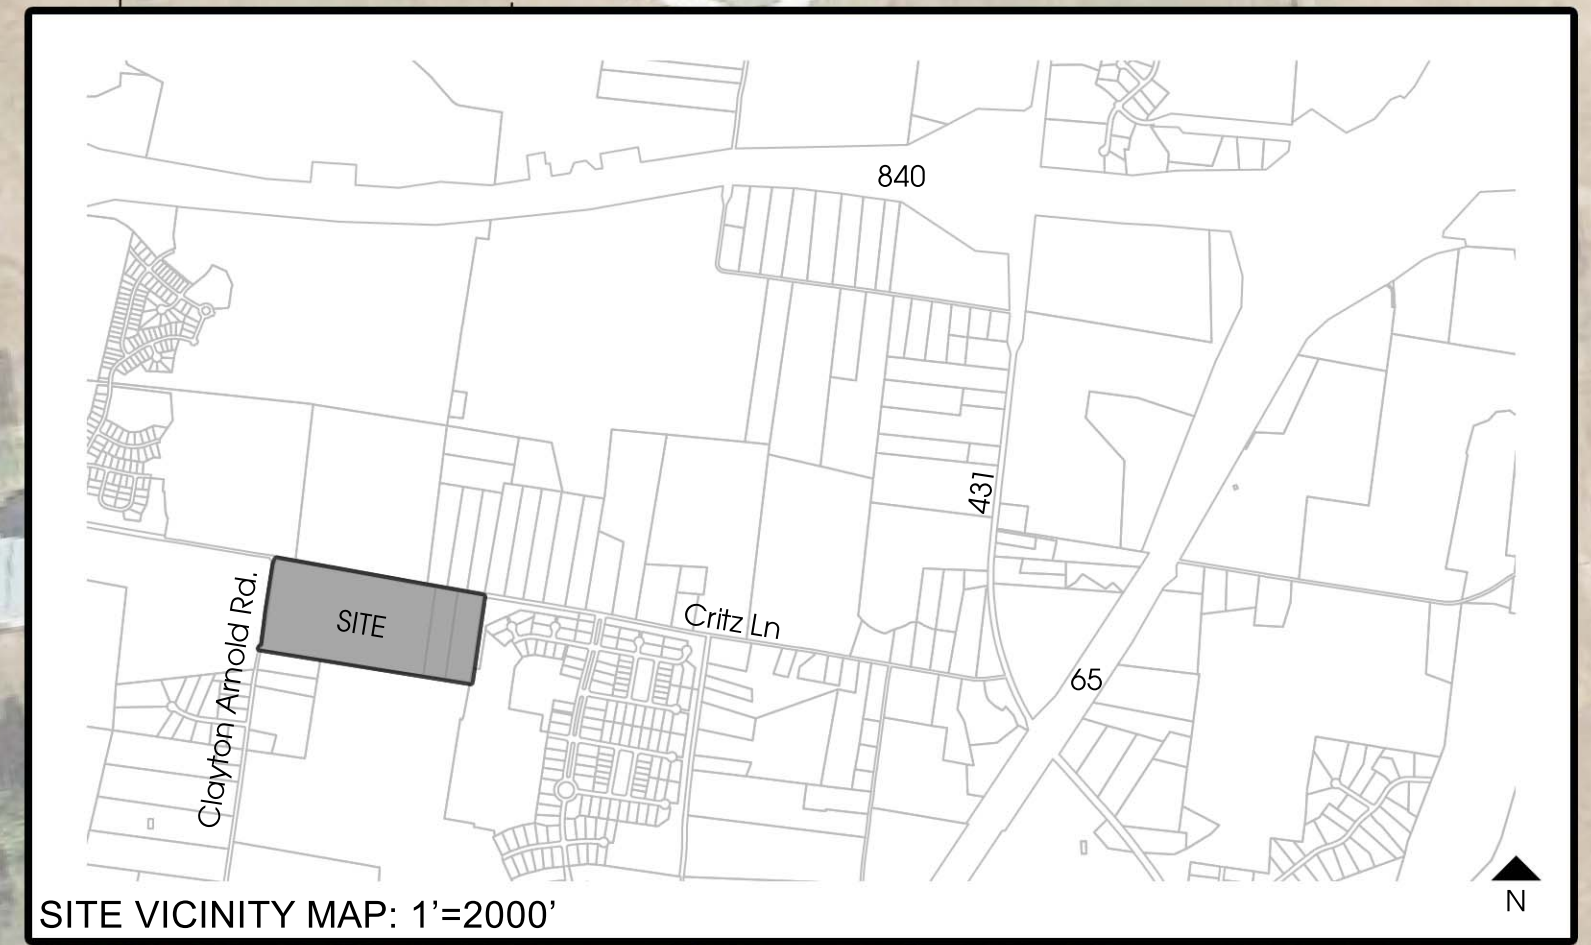 840
431
Clayton Arnold Rd.
SITE
Critz Ln
65
SITE VICINITY MAP: 1’=2000’
N